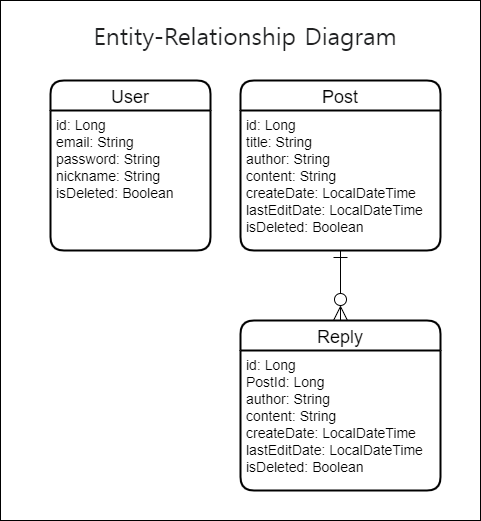 Entity-Relationship Diagram
User
id: Long
email: String
password: String
nickname: String
isDeleted: Boolean
Post
id: Long
title: String
author: String
content: String
createDate: LocalDateTime
lastEditDate: LocalDateTime
isDeleted: Boolean
Reply
id: Long
PostId: Long
author: String
content: String
createDate: LocalDateTime
lastEditDate: LocalDateTime
isDeleted: Boolean